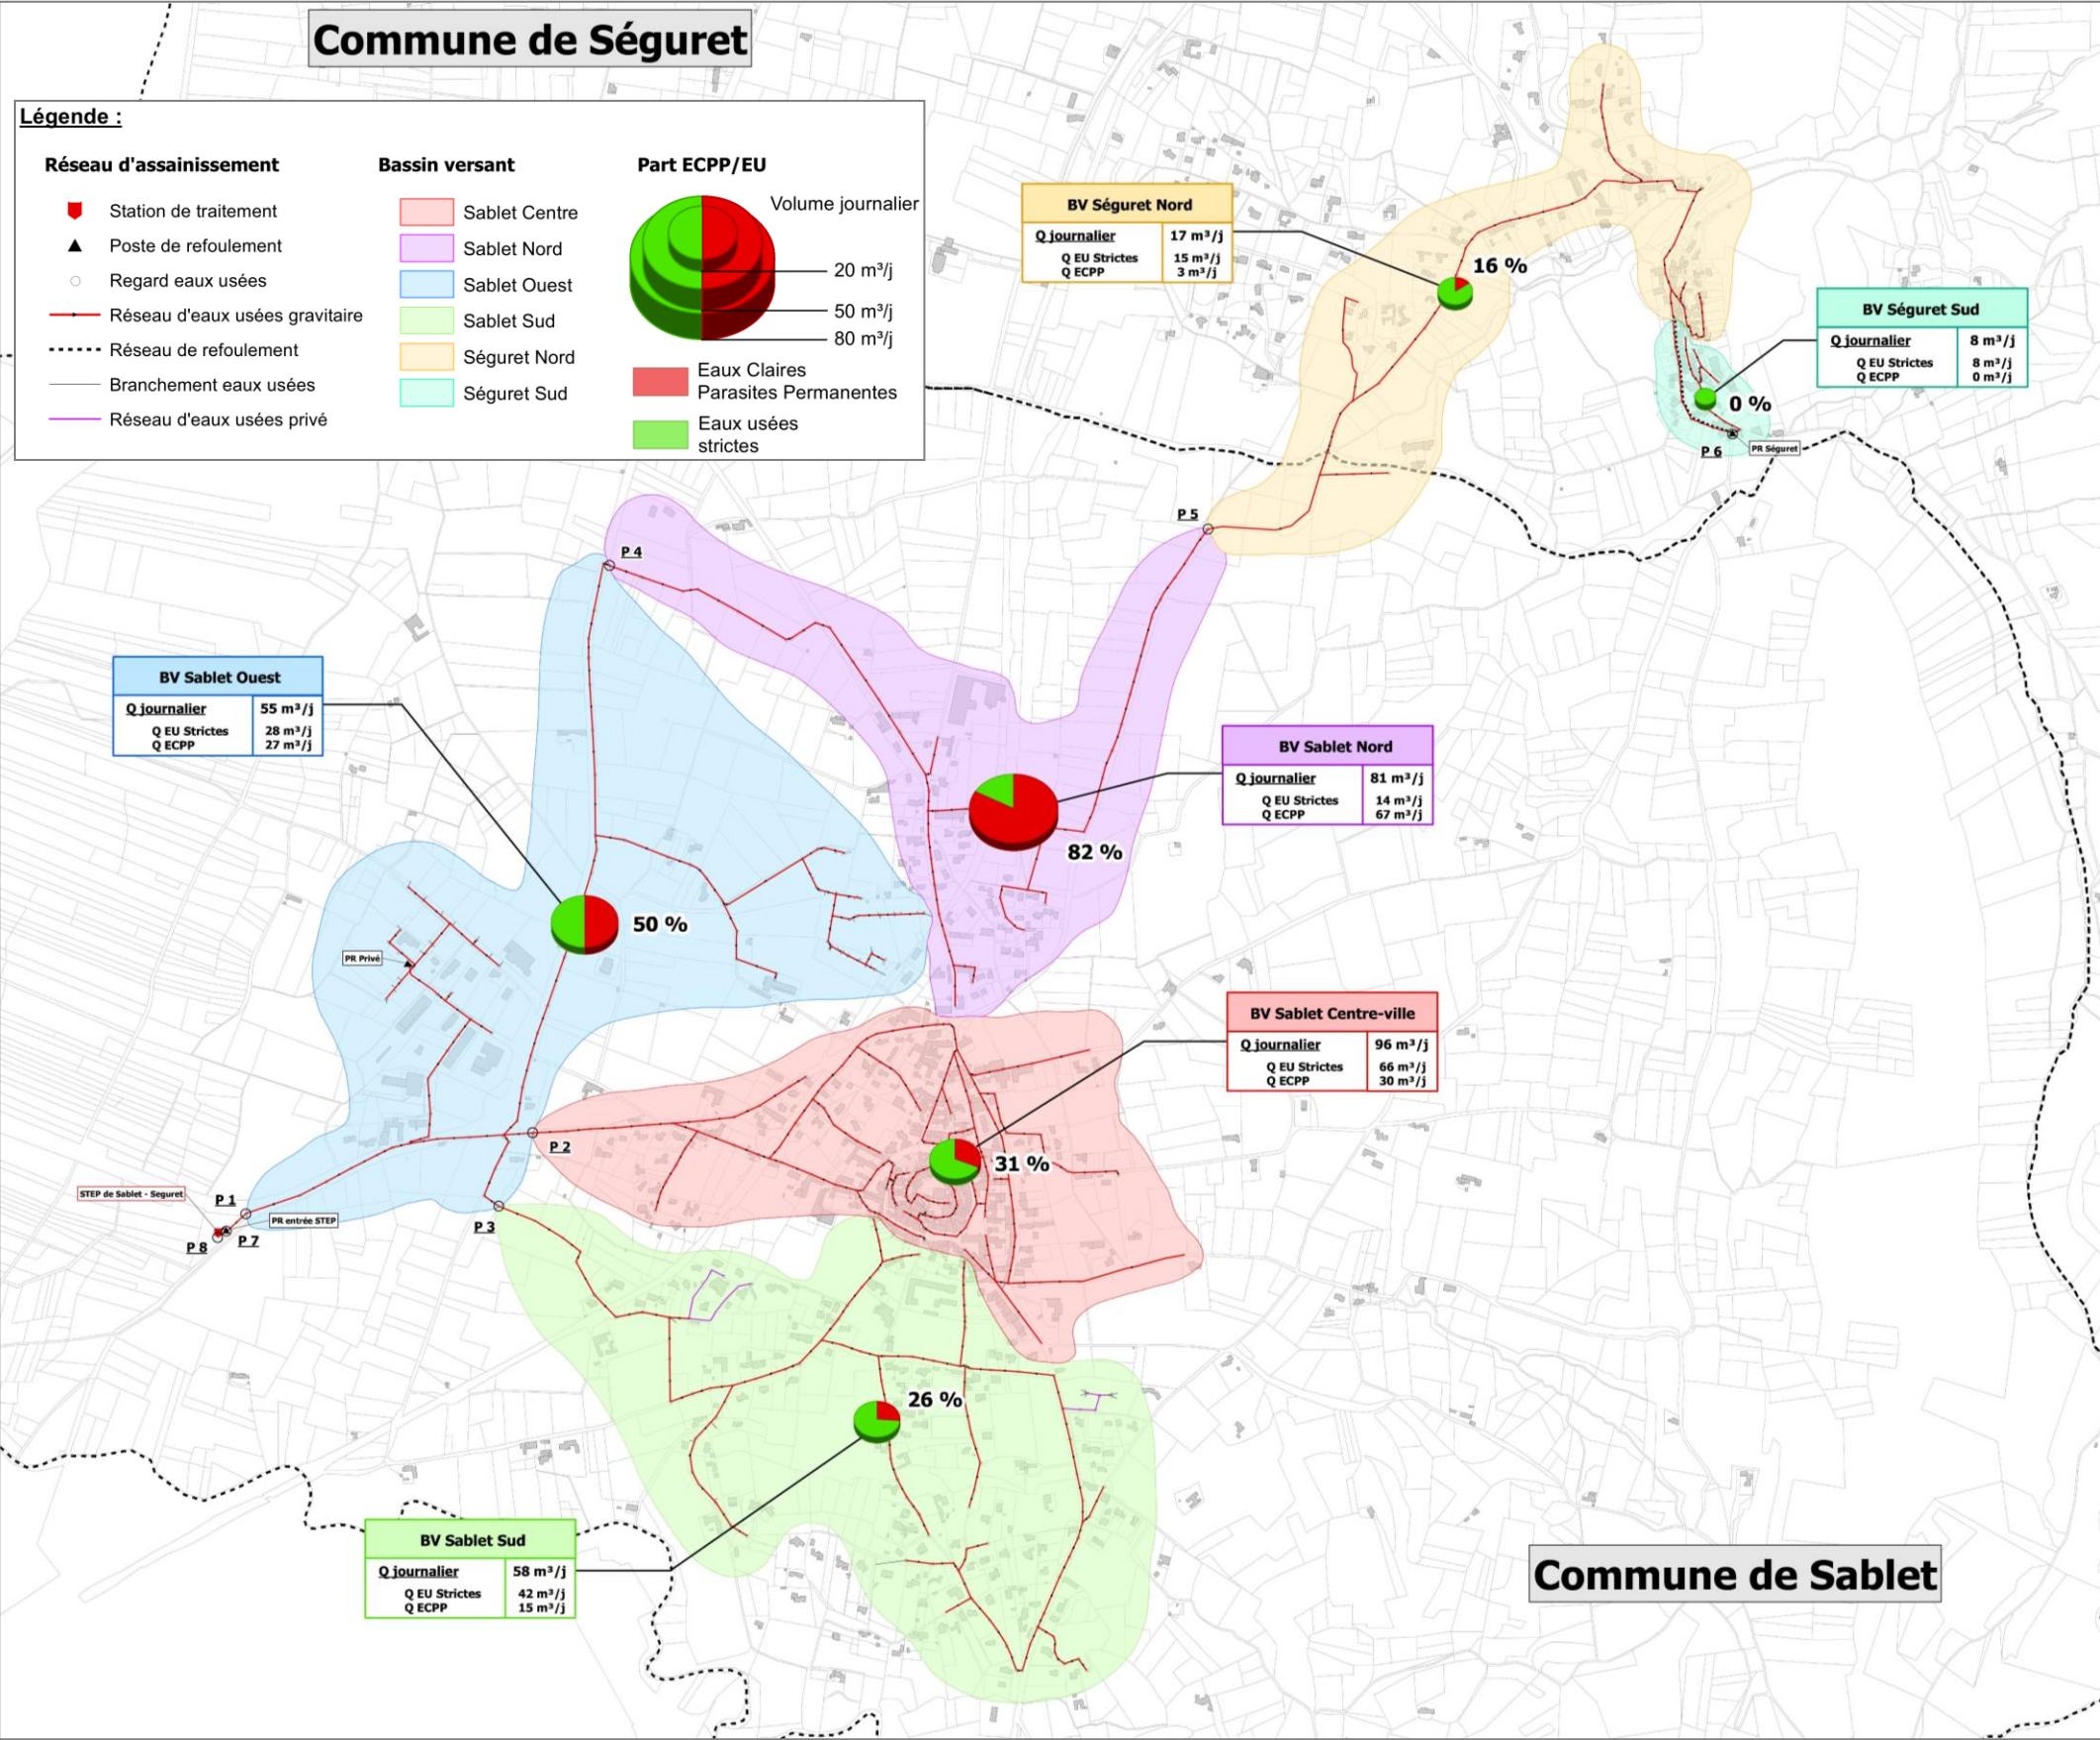 Commune de Séguret
Légende :
Réseau d'assainissement
Station de traitement
Poste de refoulement
Regard eaux usées
Réseau d'eaux usées gravitaire
Réseau de refoulement
Branchement eaux usées
Réseau d'eaux usées privé
Bassin versant
Sablet Centre
Sablet Nord
Sablet Ouest
Sablet Sud
Séguret Nord
Séguret Sud
Part ECPP/EU
Volume journalier
20 m³/j
50 m³/j
80 m³/j
Eaux Claires
Parasites Permanentes
Eaux usées
strictes
BV Séguret Nord
Q journalier 17 m³/j
Q EU Strictes 15 m³/j
Q ECPP 3 m³/j
16 %
BV Séguret Sud
Q journalier 8 m³/j
Q EU Strictes 8 m³/j
Q ECPP 0 m³/j
0 %
P 6
PR Séguret
P 5
P 4
BV Sablet Ouest
Q journalier 55 m³/j
Q EU Strictes 28 m³/j
Q ECPP 27 m³/j
50 %
PR Privé
BV Sablet Nord
Q journalier 81 m³/j
Q EU Strictes 14 m³/j
Q ECPP 67 m³/j
82 %
BV Sablet Centre-ville
Q journalier 96 m³/j
Q EU Strictes 66 m³/j
Q ECPP 30 m³/j
31 %
P 2
STEP de Sablet - Seguret
P 1
PR entrée STEP
P 3
P 8
P 7
26 %
BV Sablet Sud
Q journalier 58 m³/j
Q EU Strictes 42 m³/j
Q ECPP 15 m³/j
Commune de Sablet